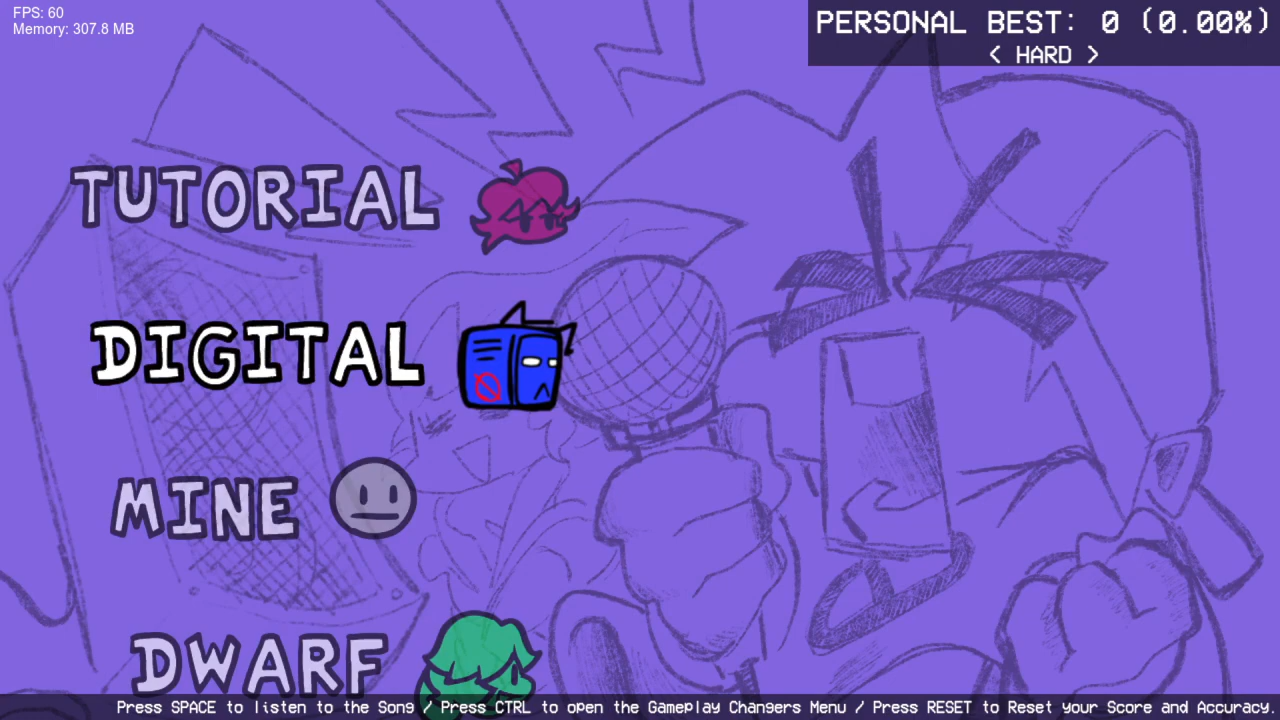 FPS: 60
Memory: 307.8 MB
PERSONAL BEST: 0 (0.00%)
< HARD >
TUTORIAL
DIGITAL
MINE
DWARF
Press SPACE to listen to the Song / Press CTRL to open the Gameplay Changers Menu / Press RESET to Reset your Score and Accuracy.